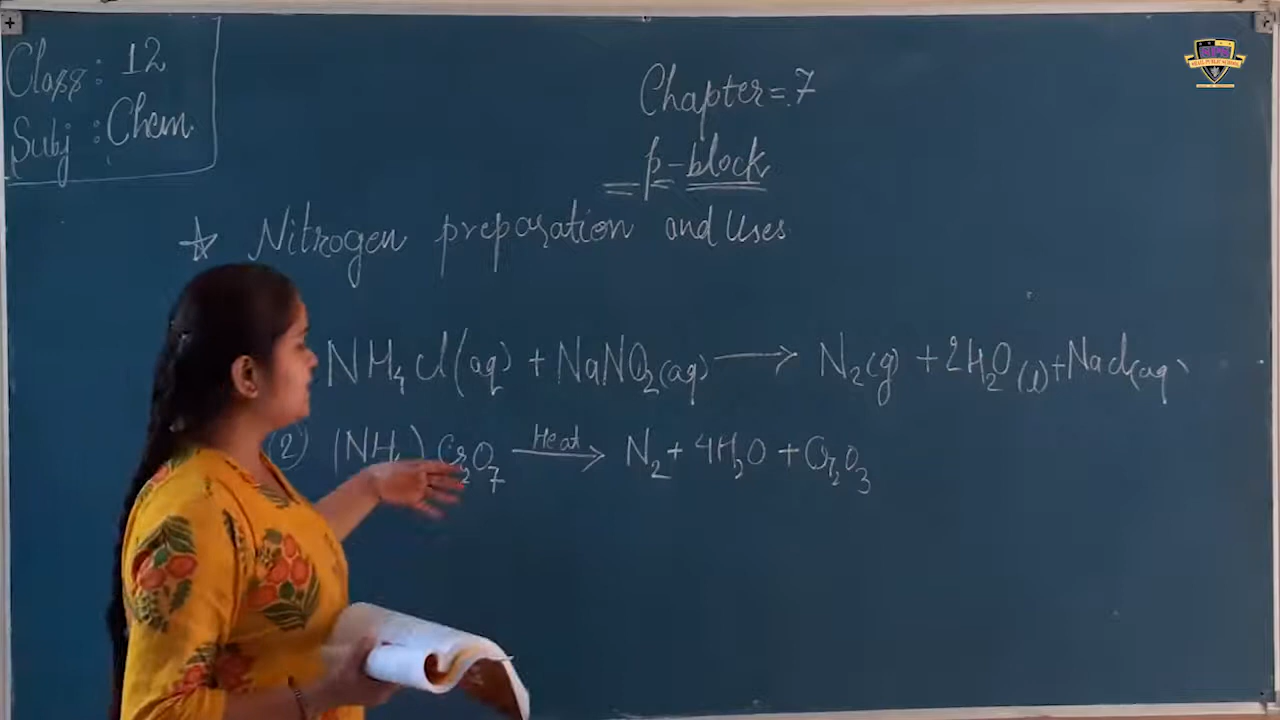 Class : 12
Subj : Chem.
Chapter = 7
p-block
☆ Nitrogen preparation and Uses
NH₄Cl(aq) + NaNO₂(aq) ⟶ N₂(g) + 2H₂O(l) + NaCl(aq)
(2) (NH₄) Cr₂O₇ Heat⟶ N₂ + 4H₂O + Cr₂O₃